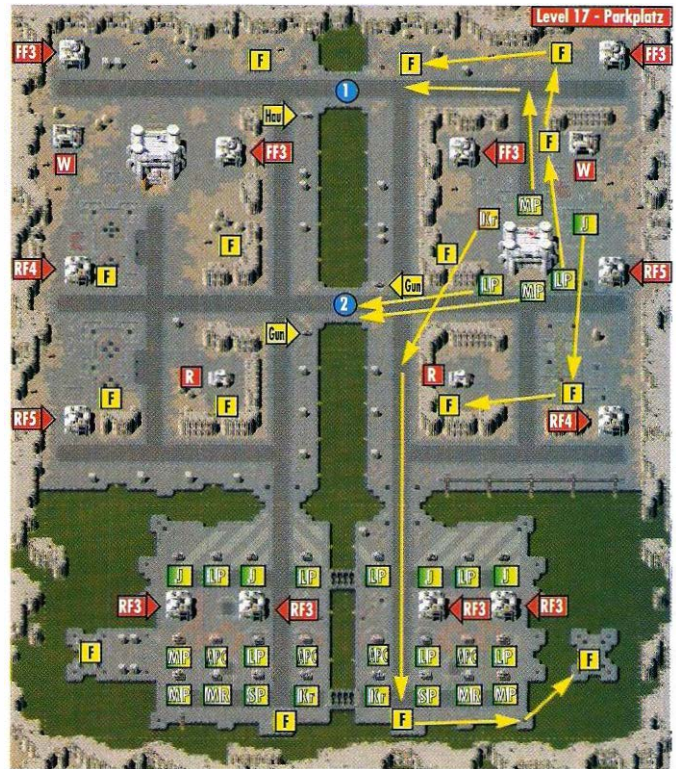 Level 17 - Parkplatz
FF3 F F F FF3
1
Hau
W FF3 FF3 F W
Kr MP J
F F
RF4 F LP MP LP RF5
Gun
2
Gun
R R
F F F F
RF5 RF4
J LP J LP LP J LP J
RF3 RF3 RF3 RF3
F MP APC LP APC APC LP APC LP F
MP MR SP Kr Kr SP MR MP
F F